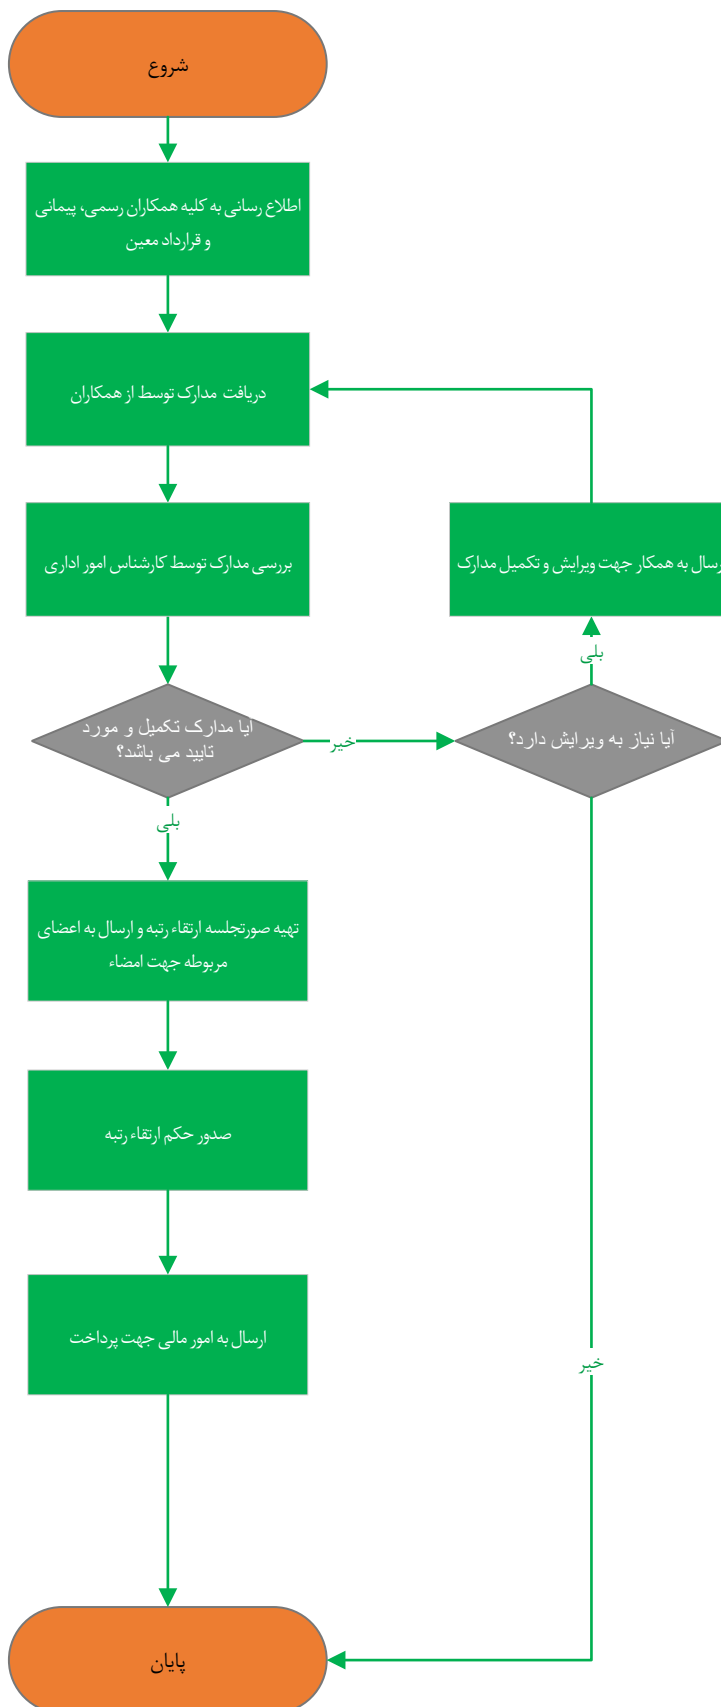 شروع
اطلاع رسانی به کلیه همکاران رسمی، پیمانی
و قرارداد معین
دریافت مدارک توسط از همکاران
بررسی مدارک توسط کارشناس امور اداری
رسال به همکار جهت ویرایش و تکمیل مدارک
بلی
ایا مدارک تکمیل و مورد
تایید می باشد؟
خیر
آیا نیاز به ویرایش دارد؟
بلی
تهیه صورتجلسه ارتقاء رتبه و ارسال به اعضای
مربوطه جهت امضاء
صدور حکم ارتقاء رتبه
ارسال به امور مالی جهت پرداخت
خیر
پایان